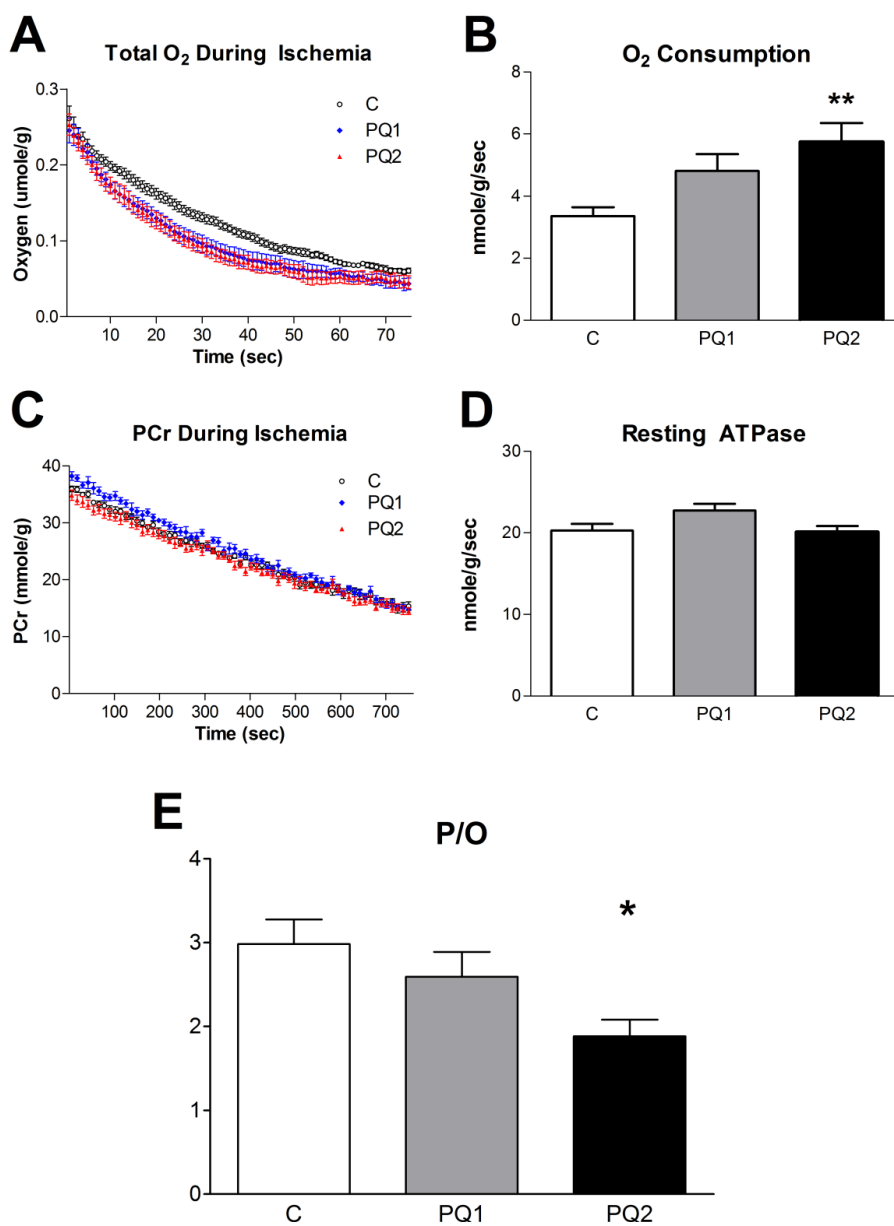 A
Total O₂ During Ischemia
Oxygen (umole/g)
0.3
0.2
0.1
0.0
C
PQ1
PQ2
10 20 30 40 50 60 70
Time (sec)
B
O₂ Consumption
**
nmole/g/sec
8
6
4
2
0
C PQ1 PQ2
C
PCr During Ischemia
PCr (mmole/g)
40
30
20
10
0
C
PQ1
PQ2
100 200 300 400 500 600 700
Time (sec)
D
Resting ATPase
nmole/g/sec
30
20
10
0
C PQ1 PQ2
E
P/O
*
4
3
2
1
0
C PQ1 PQ2